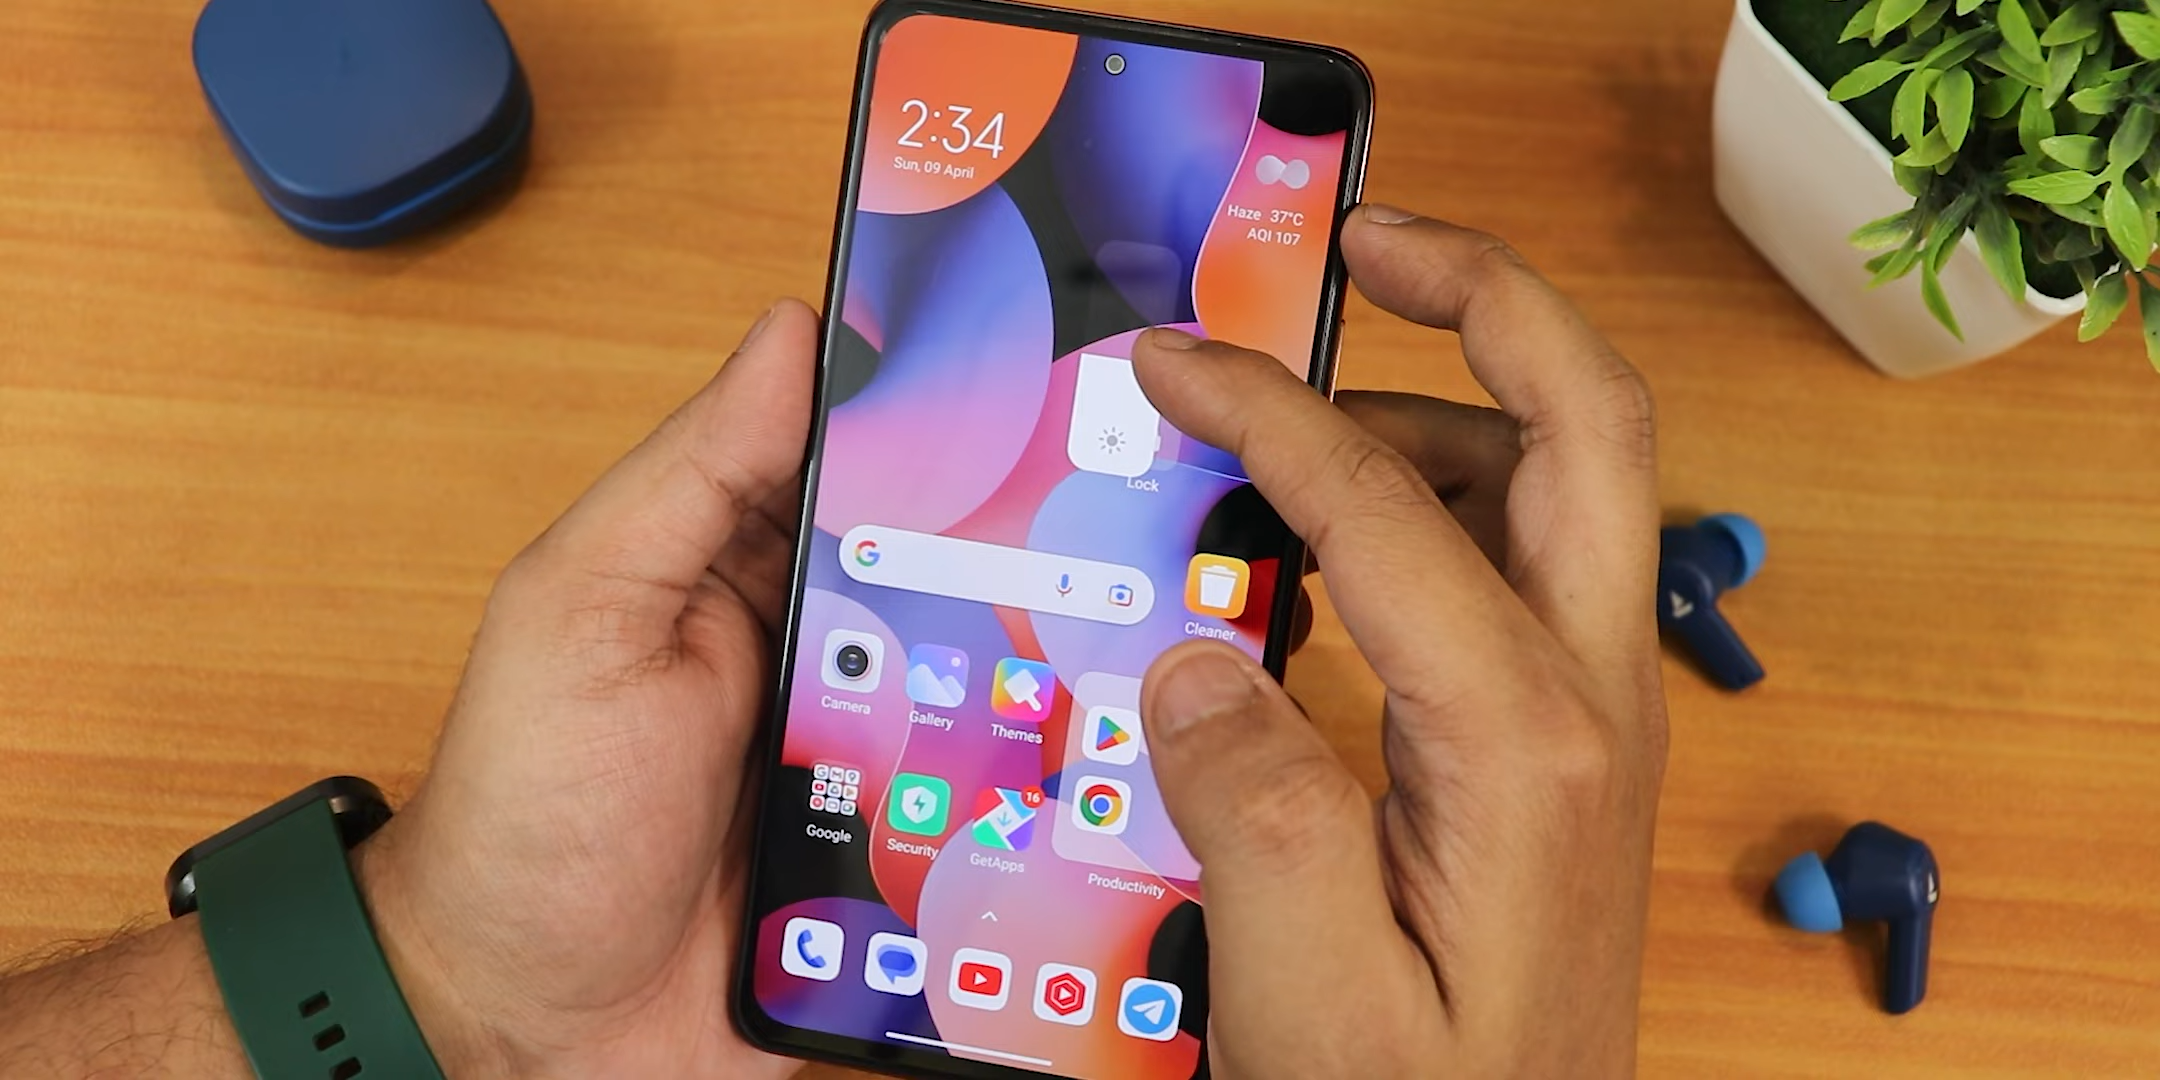 2:34
Sun, 09 April
Haze 37°C
AQI 107
Lock
Cleaner
Camera
Gallery
Themes
Google
Security
16
GetApps
Productivity